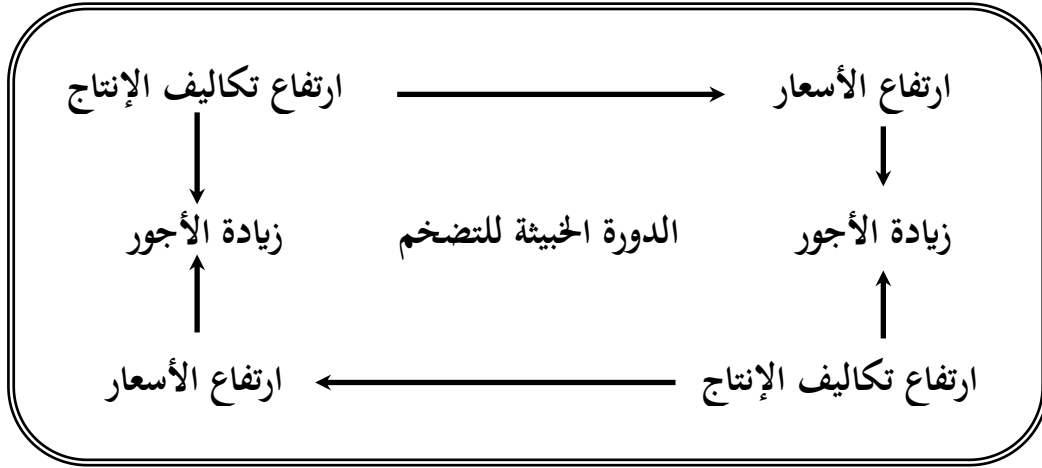 ارتفاع الأسعار ارتفاع تكاليف الإنتاج
زيادة الأجور الدورة الخبيثة للتضخم زيادة الأجور
ارتفاع تكاليف الإنتاج ارتفاع الأسعار